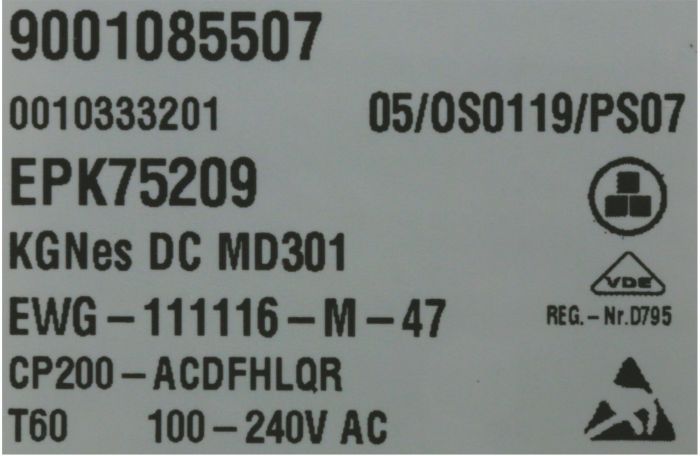 9001085507
0010333201 05/OS0119/PS07
EPK75209
KGNes DC MD301
VDE
EWG-111116-M-47 REG.-Nr.D795
CP200-ACDFHLQR
T60 100-240V AC